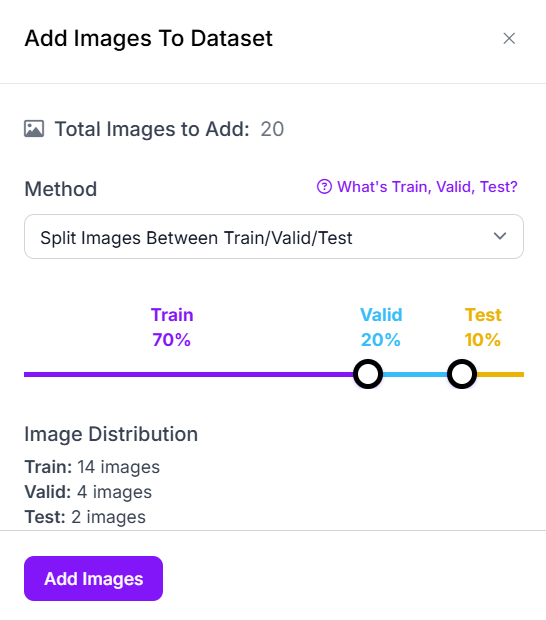 Add Images To Dataset
Total Images to Add: 20
Method
What's Train, Valid, Test?
Split Images Between Train/Valid/Test
Train Valid Test
70% 20% 10%
Image Distribution
Train: 14 images
Valid: 4 images
Test: 2 images
Add Images